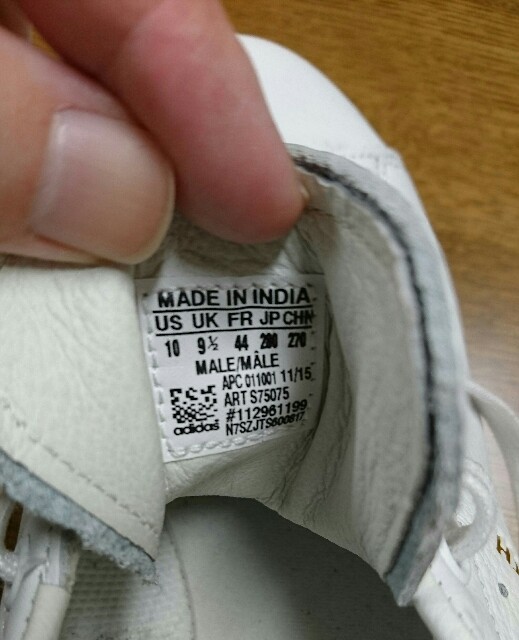 MADE IN INDIA
US UK FR JP CHN
10 9½ 44 280 270
MALE/MÂLE
APC 011001 11/15
ART S75075
#112961199
adidas N7SZJTS600817